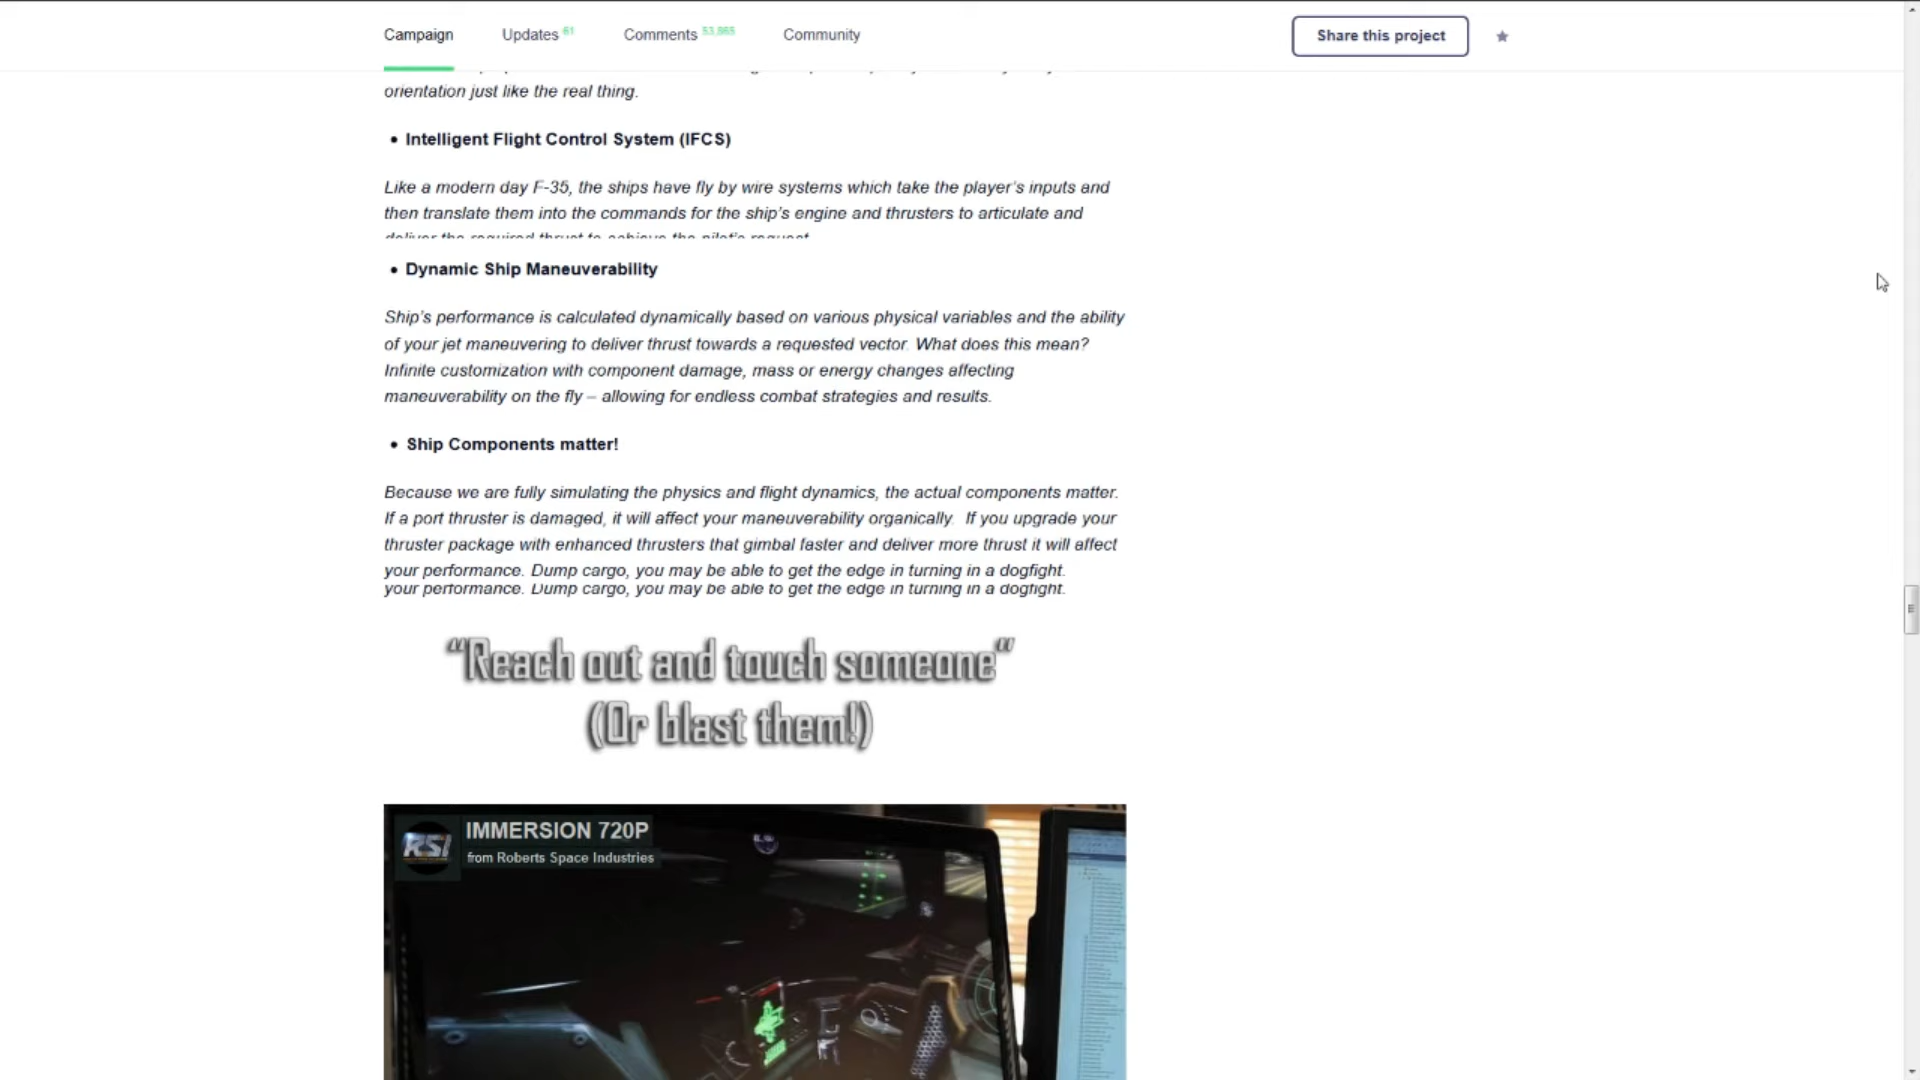 Campaign Updates 61 Comments 53,865 Community Share this project
orientation just like the real thing.
• Intelligent Flight Control System (IFCS)
Like a modern day F-35, the ships have fly by wire systems which take the player's inputs and
then translate them into the commands for the ship's engine and thrusters to articulate and
deliver the required thrust to achieve the pilot's request.
• Dynamic Ship Maneuverability
Ship's performance is calculated dynamically based on various physical variables and the ability
of your jet maneuvering to deliver thrust towards a requested vector. What does this mean?
Infinite customization with component damage, mass or energy changes affecting
maneuverability on the fly – allowing for endless combat strategies and results.
• Ship Components matter!
Because we are fully simulating the physics and flight dynamics, the actual components matter.
If a port thruster is damaged, it will affect your maneuverability organically.  If you upgrade your
thruster package with enhanced thrusters that gimbal faster and deliver more thrust it will affect
your performance. Dump cargo, you may be able to get the edge in turning in a dogfight.
your performance. Dump cargo, you may be able to get the edge in turning in a dogfight.
"Reach out and touch someone"
(Or blast them!)
RSI
IMMERSION 720P
from Roberts Space Industries